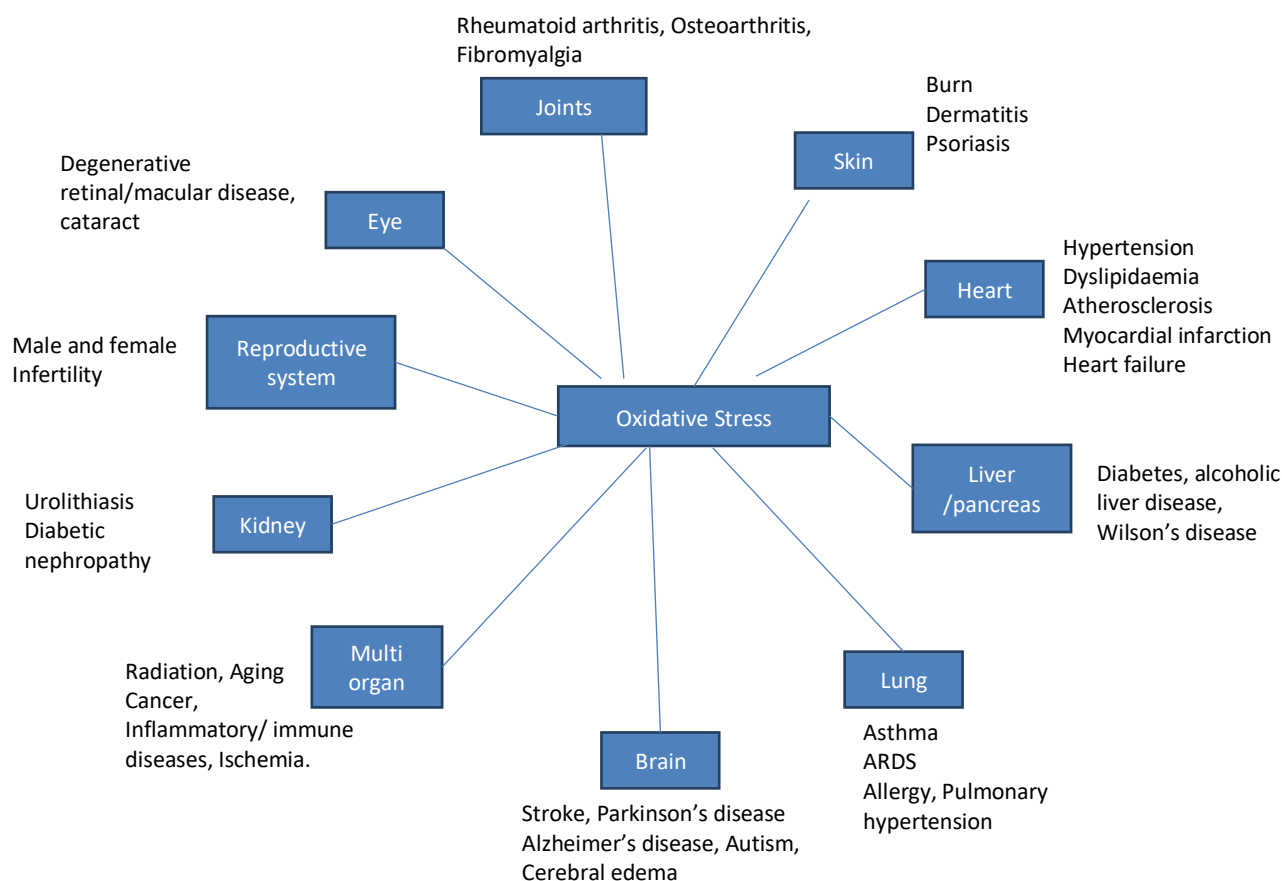 Rheumatoid arthritis, Osteoarthritis,
Fibromyalgia
Joints
Burn
Dermatitis
Psoriasis
Skin
Degenerative
retinal/macular disease,
cataract
Eye
Hypertension
Dyslipidaemia
Atherosclerosis
Myocardial infarction
Heart failure
Heart
Male and female
Infertility
Reproductive
system
Oxidative Stress
Liver
/pancreas
Diabetes, alcoholic
liver disease,
Wilson’s disease
Urolithiasis
Diabetic
nephropathy
Kidney
Multi
organ
Radiation, Aging
Cancer,
Inflammatory/ immune
diseases, Ischemia.
Lung
Asthma
ARDS
Allergy, Pulmonary
hypertension
Brain
Stroke, Parkinson’s disease
Alzheimer’s disease, Autism,
Cerebral edema